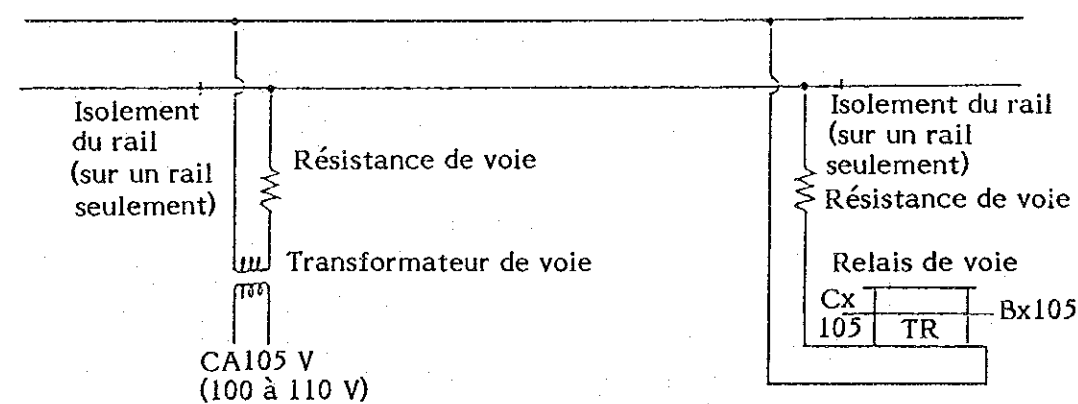 Isolement
du rail
(sur un rail
seulement)
Résistance de voie
Transformateur de voie
CA105 V
(100 à 110 V)
Isolement du rail
(sur un rail
seulement)
Résistance de voie
Relais de voie
Cx
105
TR
Bx105